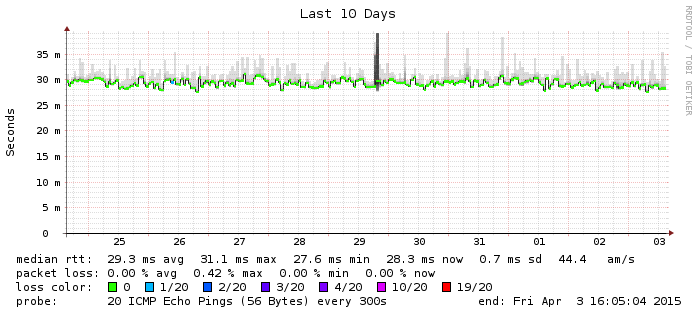 Last 10 Days
RRDTOOL / TOBI OETIKER
Seconds
35 m
30 m
25 m
20 m
15 m
10 m
5 m
0
25 26 27 28 29 30 31 01 02 03
median rtt: 29.3 ms avg 31.1 ms max 27.6 ms min 28.3 ms now 0.7 ms sd 44.4 am/s
packet loss: 0.00 % avg 0.42 % max 0.00 % min 0.00 % now
loss color: 0 1/20 2/20 3/20 4/20 10/20 19/20
probe: 20 ICMP Echo Pings (56 Bytes) every 300s end: Fri Apr 3 16:05:04 2015